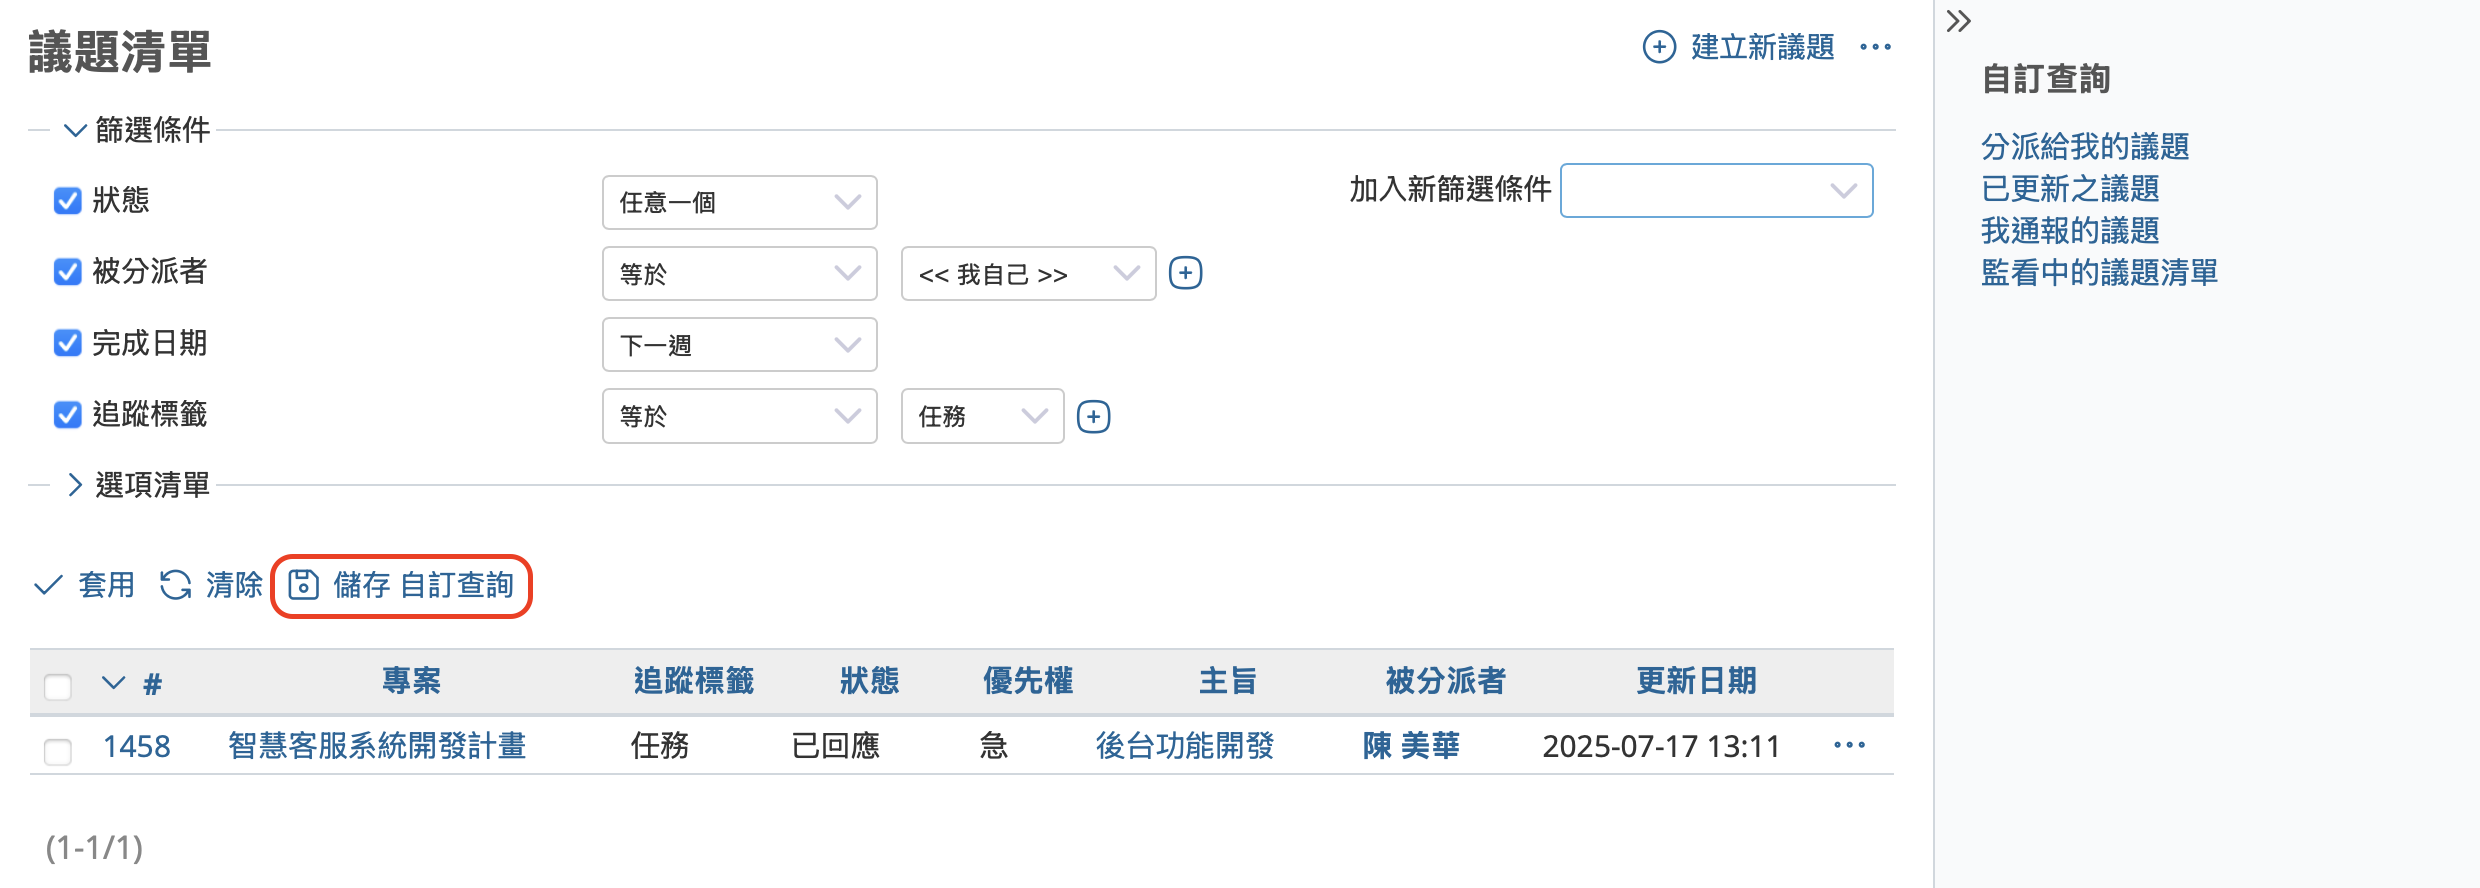 議題清單
建立新議題
篩選條件
狀態 任意一個 加入新篩選條件
被分派者 等於 << 我自己 >>
完成日期 下一週
追蹤標籤 等於 任務
選項清單
套用 清除 儲存 自訂查詢
# 專案 追蹤標籤 狀態 優先權 主旨 被分派者 更新日期
1458 智慧客服系統開發計畫 任務 已回應 急 後台功能開發 陳 美華 2025-07-17 13:11
(1-1/1)
自訂查詢
分派給我的議題
已更新之議題
我通報的議題
監看中的議題清單